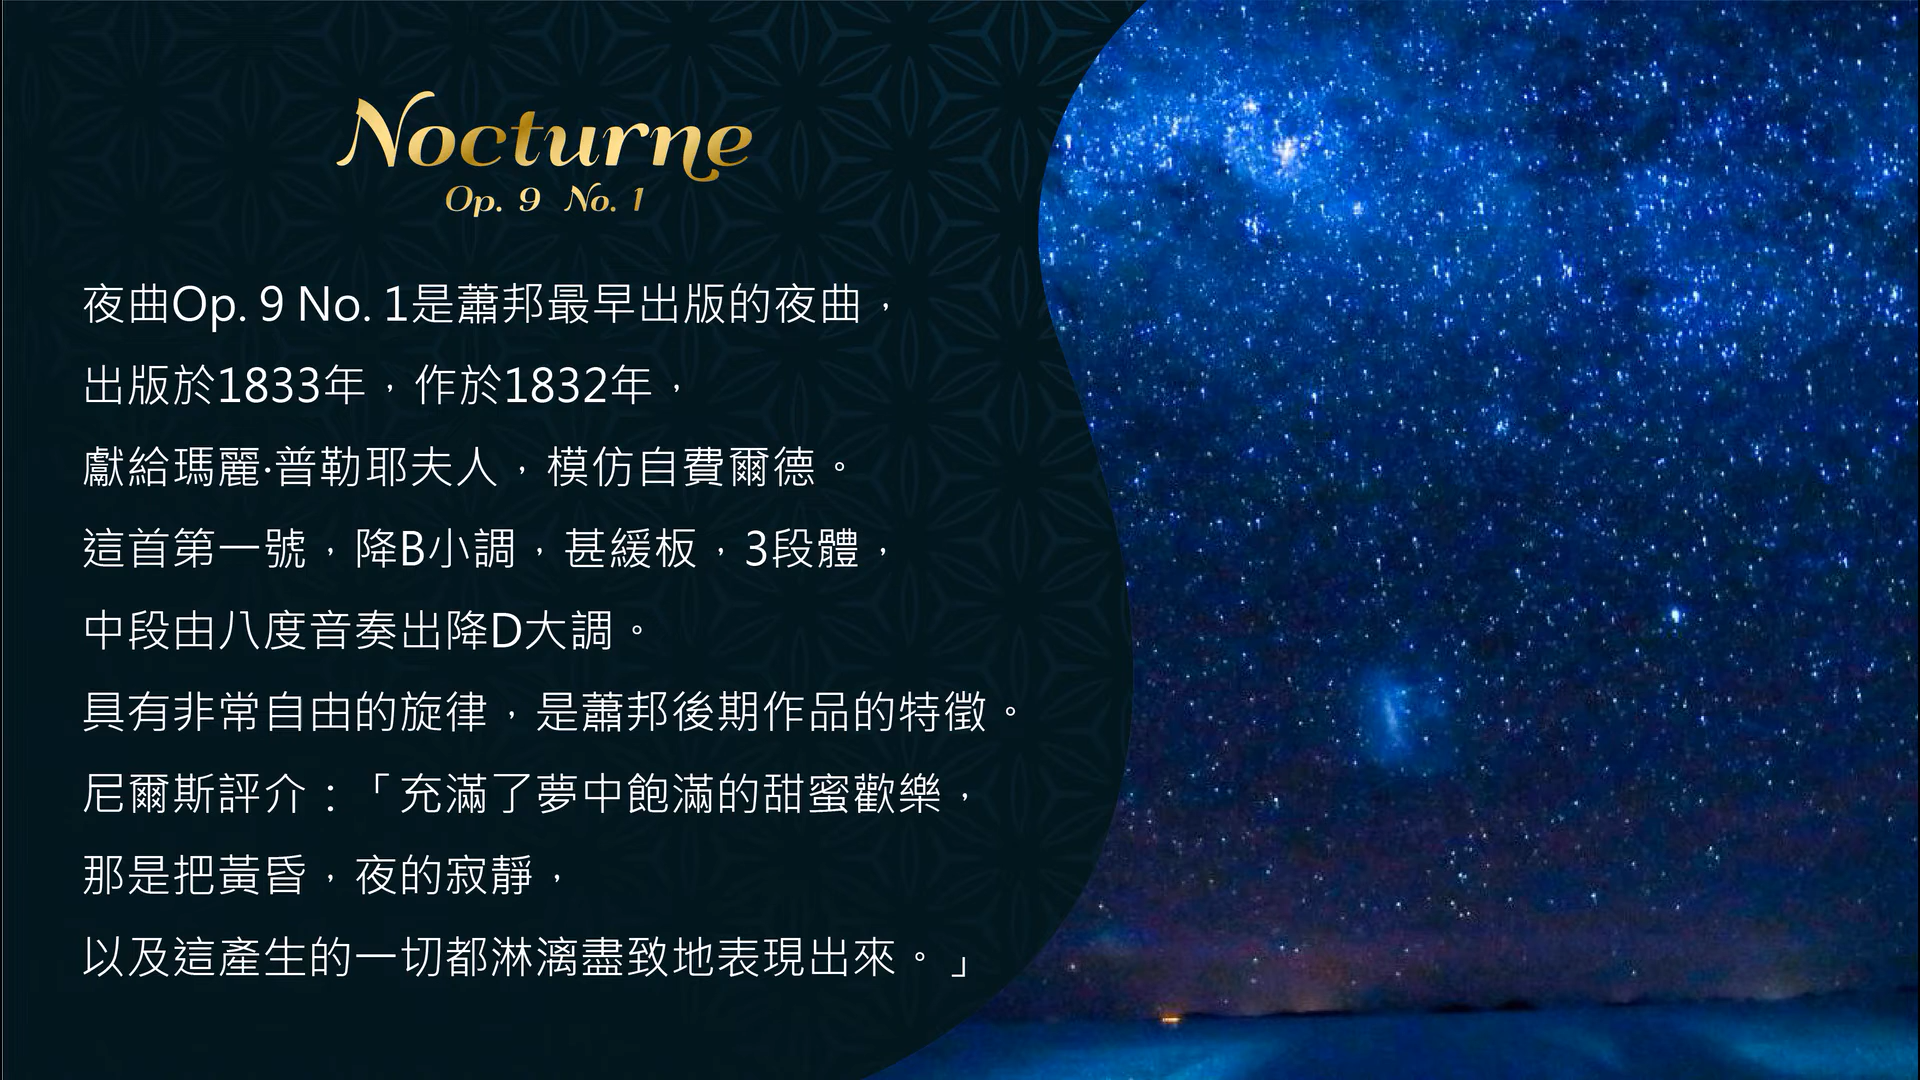 Nocturne
Op. 9 No. 1
夜曲Op. 9 No. 1是蕭邦最早出版的夜曲，
出版於1833年，作於1832年，
獻給瑪麗·普勒耶夫人，模仿自費爾德。
這首第一號，降B小調，甚緩板，3段體，
中段由八度音奏出降D大調。
具有非常自由的旋律，是蕭邦後期作品的特徵。
尼爾斯評介：「充滿了夢中飽滿的甜蜜歡樂，
那是把黃昏，夜的寂靜，
以及這產生的一切都淋漓盡致地表現出來。」